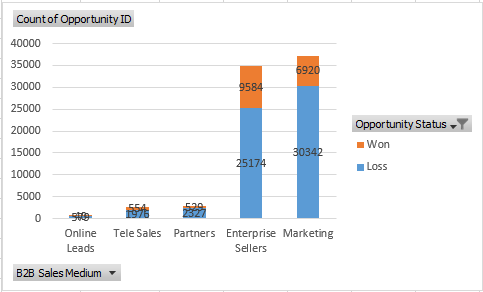 Count of Opportunity ID
40000
35000
30000
25000
20000
15000
10000
5000
0
554
1976
529
2327
9584
25174
6920
30342
Online Leads
Tele Sales
Partners
Enterprise Sellers
Marketing
Opportunity Status
Won
Loss
B2B Sales Medium